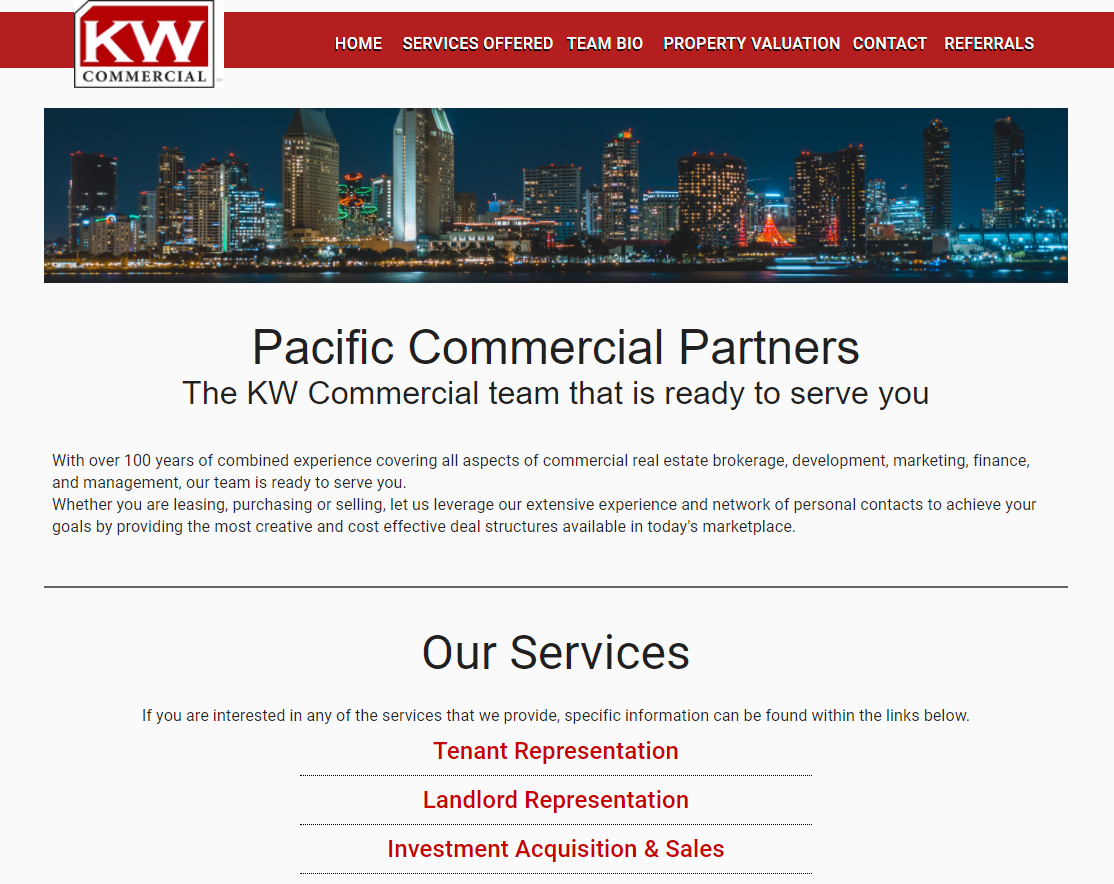 KW
COMMERCIAL
HOME SERVICES OFFERED TEAM BIO PROPERTY VALUATION CONTACT REFERRALS
Pacific Commercial Partners
The KW Commercial team that is ready to serve you
With over 100 years of combined experience covering all aspects of commercial real estate brokerage, development, marketing, finance,
and management, our team is ready to serve you.
Whether you are leasing, purchasing or selling, let us leverage our extensive experience and network of personal contacts to achieve your
goals by providing the most creative and cost effective deal structures available in today's marketplace.
Our Services
If you are interested in any of the services that we provide, specific information can be found within the links below.
Tenant Representation
Landlord Representation
Investment Acquisition & Sales